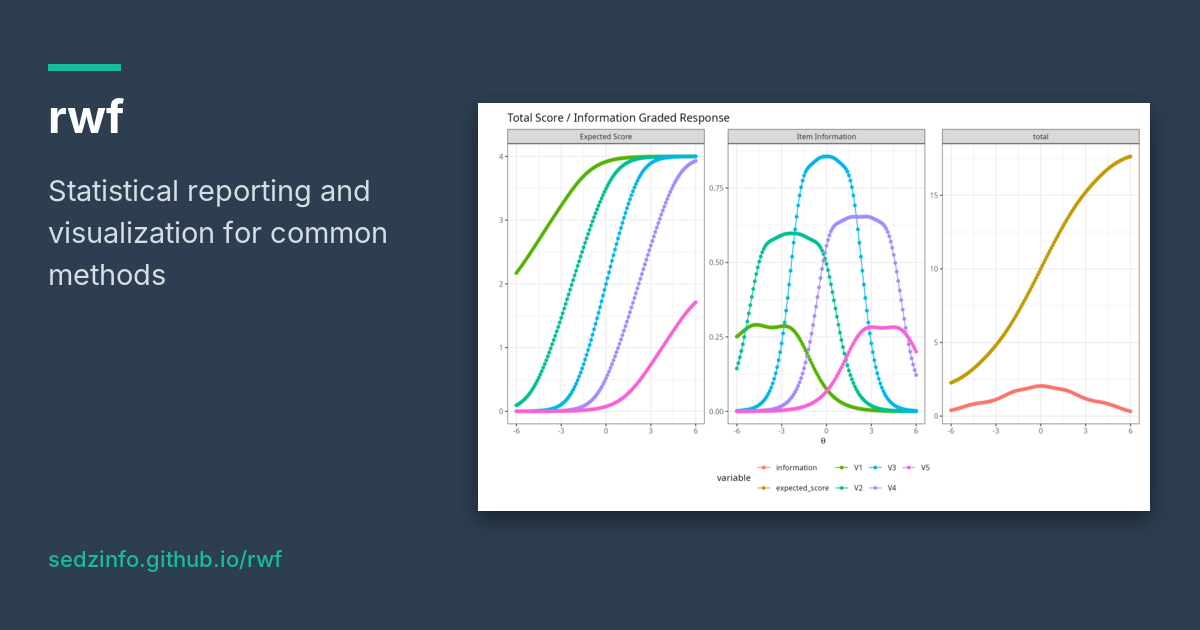 rwf
Statistical reporting and
visualization for common
methods
sedzinfo.github.io/rwf
Total Score / Information Graded Response
Expected Score
Item Information
total
4
3
2
1
0
-6 -3 0 3 6
0.75
0.50
0.25
0.00
-6 -3 0 3 6
θ
15
10
5
0
-6 -3 0 3 6
variable
information V1 V3 V5
expected_score V2 V4